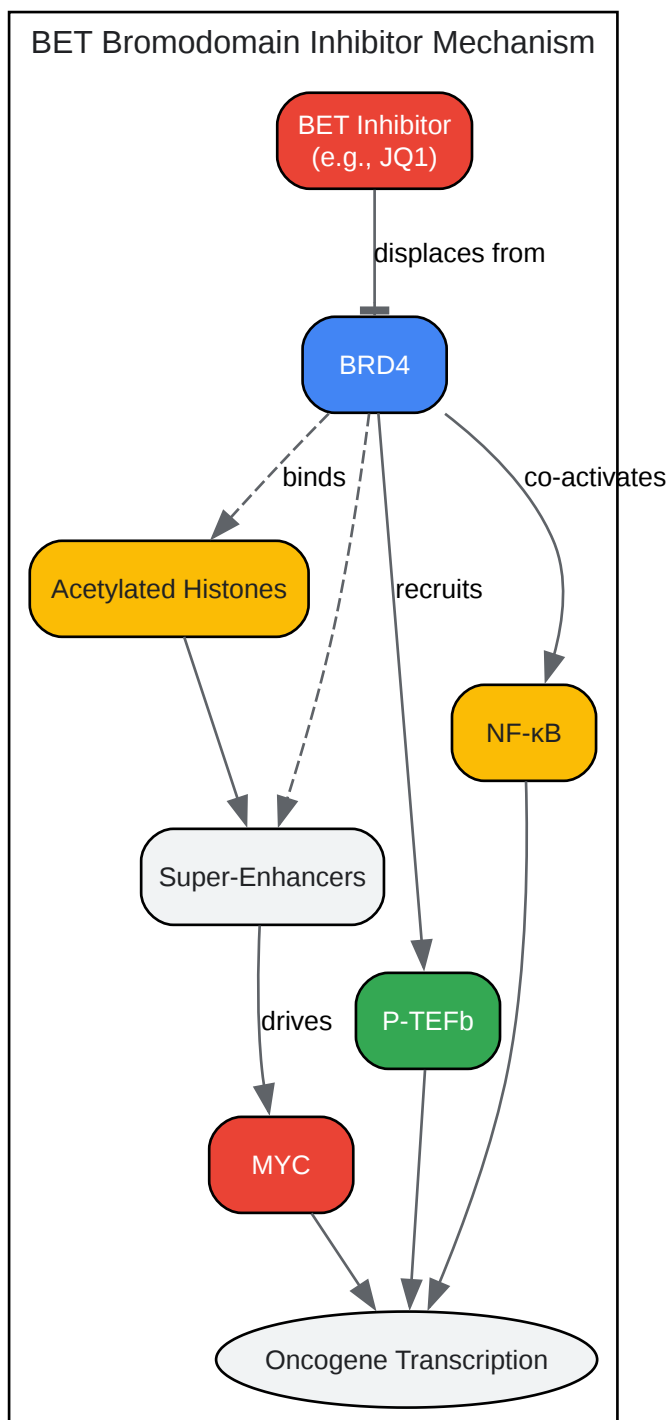 BET Bromodomain Inhibitor Mechanism
BET Inhibitor
(e.g., JQ1)
displaces from
BRD4
binds
co-activates
Acetylated Histones
recruits
NF-κB
Super-Enhancers
drives
P-TEFb
MYC
Oncogene Transcription